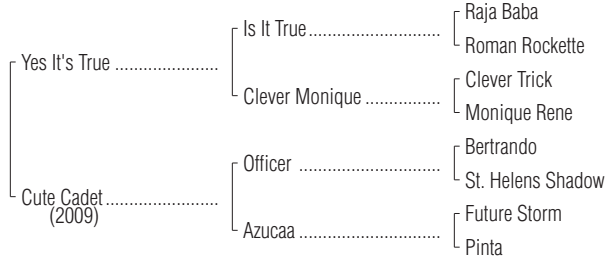 Raja Baba
Is It True
Roman Rockette
Yes It's True
Clever Trick
Clever Monique
Monique Rene
Bertrando
Officer
St. Helens Shadow
Cute Cadet
(2009)
Future Storm
Azucaa
Pinta